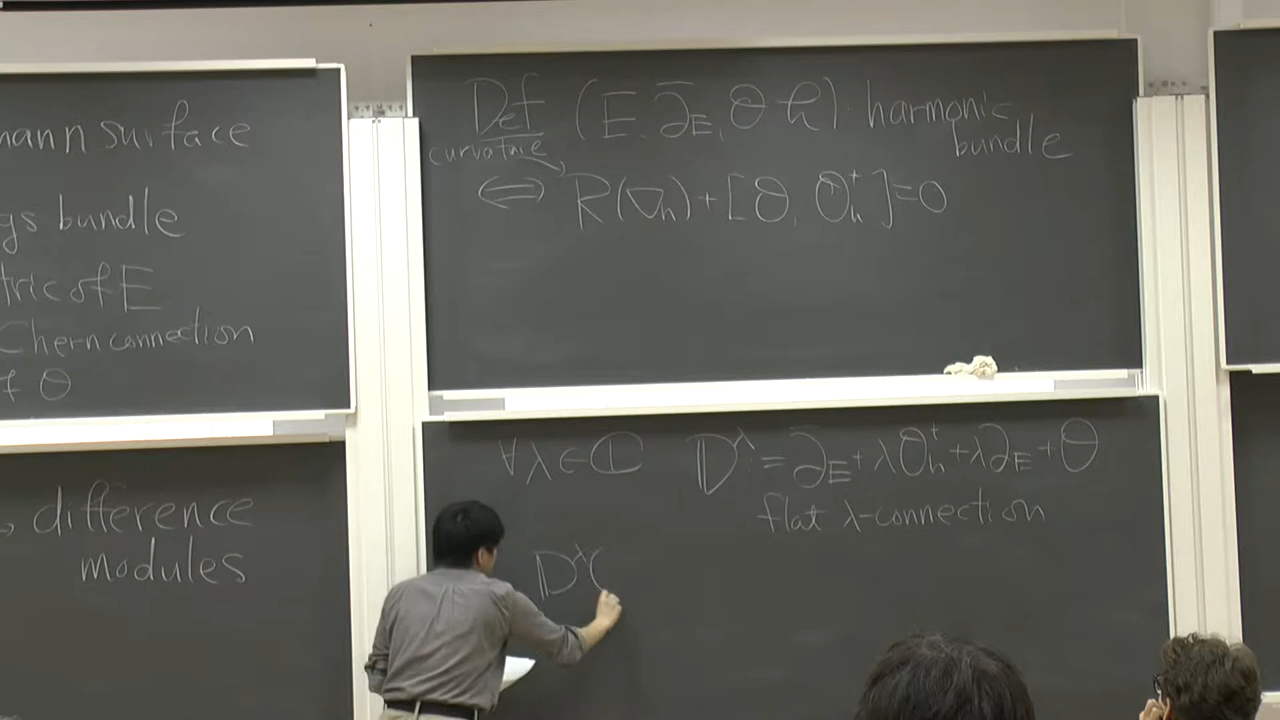 mann surface
gs bundle
tric of E
Chern connection
θ
difference
modules
Def (E, ∂̄_E, θ, h) harmonic
bundle
curvature
⟺ R(∇_h) + [θ, θ_h^†] = 0
∀λ∈ℂ 𝔻^λ := ∂̄_E + λθ_h^† + λ∂_E + θ
flat λ-connection
𝔻^λ(